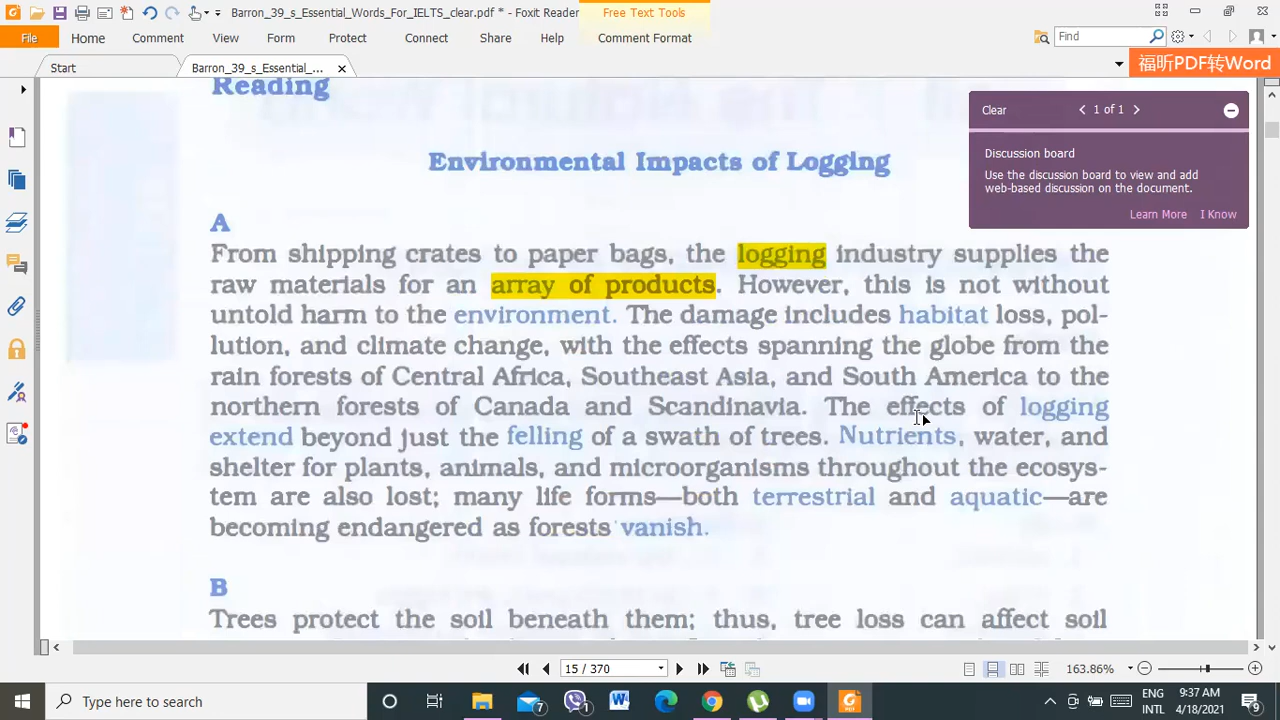 Barron_39_s_Essential_Words_For_IELTS_clear.pdf * - Foxit Reader
Free Text Tools
File Home Comment View Form Protect Connect Share Help Comment Format
Find
Start
Barron_39_s_Essential_...
福昕PDF转Word
Reading
Clear
1 of 1
Discussion board
Use the discussion board to view and add
web-based discussion on the document.
Learn More I Know
Environmental Impacts of Logging
A
From shipping crates to paper bags, the logging industry supplies the
raw materials for an array of products. However, this is not without
untold harm to the environment. The damage includes habitat loss, pol-
lution, and climate change, with the effects spanning the globe from the
rain forests of Central Africa, Southeast Asia, and South America to the
northern forests of Canada and Scandinavia. The effects of logging
extend beyond just the felling of a swath of trees. Nutrients, water, and
shelter for plants, animals, and microorganisms throughout the ecosys-
tem are also lost; many life forms—both terrestrial and aquatic—are
becoming endangered as forests vanish.
B
Trees protect the soil beneath them; thus, tree loss can affect soil
15 / 370
163.86%
Type here to search
7
1
ENG
INTL
9:37 AM
4/18/2021
9